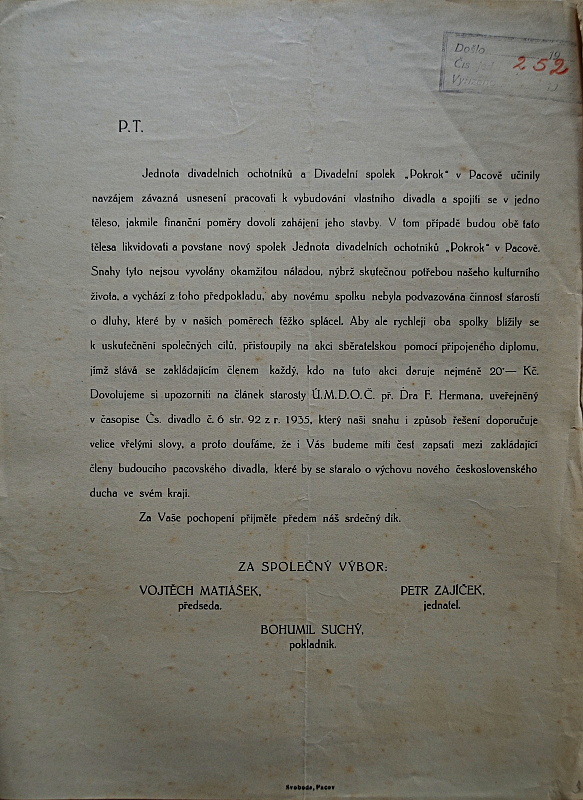 Došlo 19
Čís. 252
P.T.
Jednota divadelních ochotníků a Divadelní spolek „Pokrok“ v Pacově učinily
navzájem závazná usnesení pracovati k vybudování vlastního divadla a spojiti se v jedno
těleso, jakmile finanční poměry dovolí zahájení jeho stavby. V tom případě budou obě tato
tělesa likvidovati a povstane nový spolek Jednota divadelních ochotníků „Pokrok“ v Pacově.
Snahy tyto nejsou vyvolány okamžitou náladou, nýbrž skutečnou potřebou našeho kulturního
života, a vychází z toho předpokladu, aby novému spolku nebyla podvazována činnost starostí
o dluhy, které by v našich poměrech těžko splácel. Aby ale rychleji oba spolky blížily se
k uskutečnění společných cílů, přistoupily na akci sběratelskou pomocí připojeného diplomu,
jímž stává se zakládajícím členem každý, kdo na tuto akci daruje nejméně 20·— Kč.
Dovolujeme si upozorniti na článek starosty Ú.M.D.O.Č. př. Dra F. Hermana, uveřejněný
v časopise Čs. divadlo č. 6 str. 92 z r. 1935, který naši snahu i způsob řešení doporučuje
velice vřelými slovy, a proto doufáme, že i Vás budeme míti čest zapsati mezi zakládající
členy budoucího pacovského divadla, které by se staralo o výchovu nového československého
ducha ve svém kraji.
Za Vaše pochopení přijměte předem náš srdečný dík.
ZA SPOLEČNÝ VÝBOR:
VOJTĚCH MATIÁŠEK, PETR ZAJÍČEK,
předseda. jednatel.
BOHUMIL SUCHÝ,
pokladník.
Svoboda, Pacov